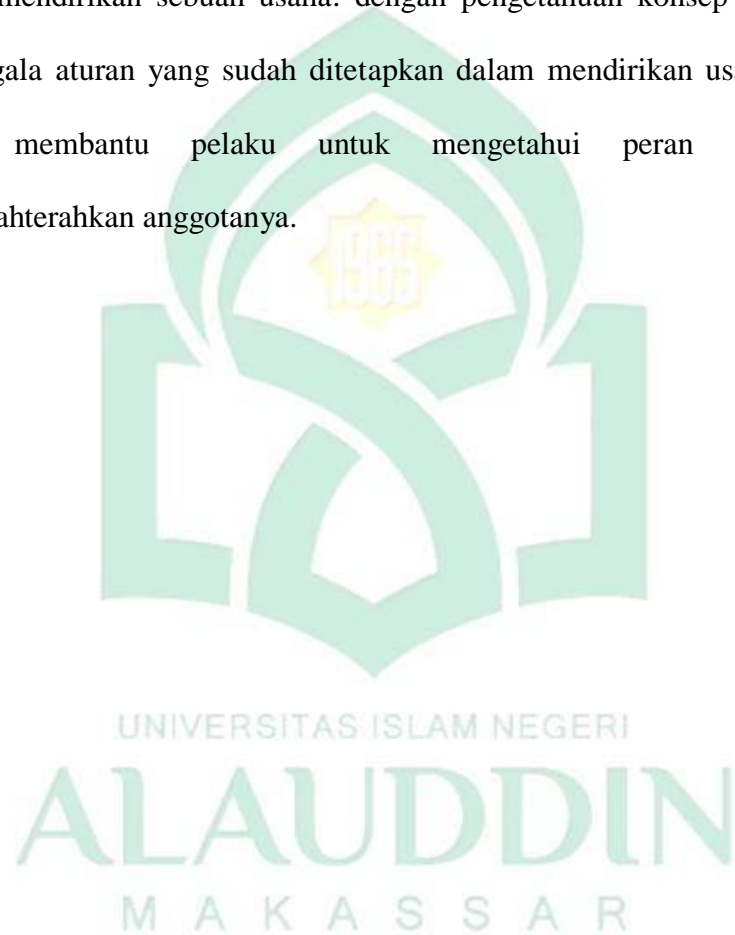 mendirikan sebuah usaha. dengan pengetahuan konsep
gala aturan yang sudah ditetapkan dalam mendirikan us
membantu pelaku untuk mengetahui peran
ahterahkan anggotanya.
1965
UNIVERSITAS ISLAM NEGERI
ALAUDDIN
MAKASSAR